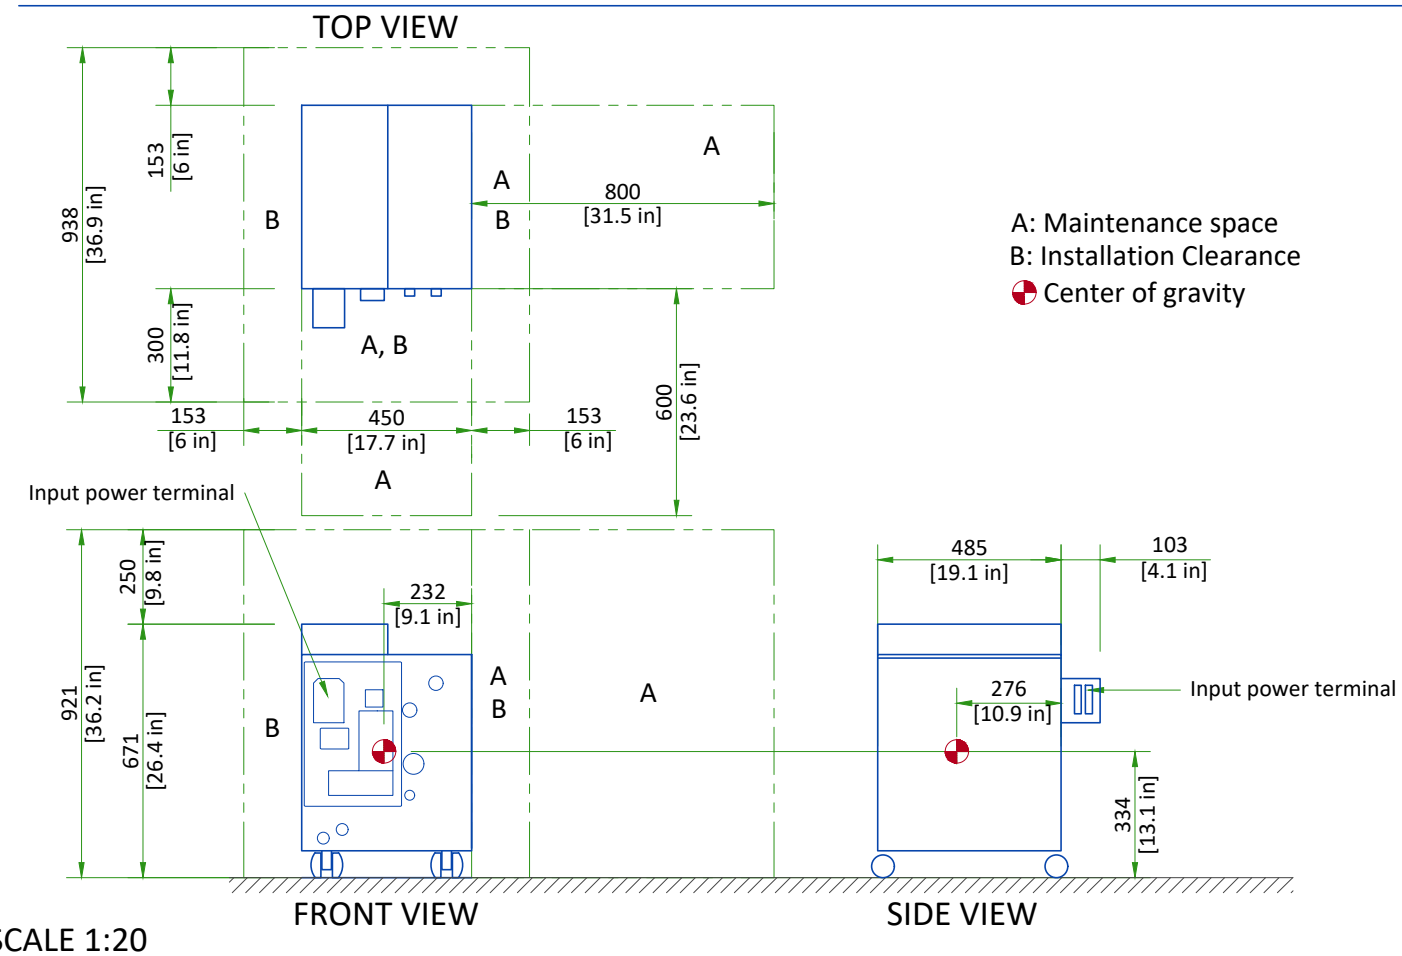 TOP VIEW
153
[6 in]
938
[36.9 in]
300
[11.8 in]
B
A
B
A
800
[31.5 in]
A, B
A: Maintenance space
B: Installation Clearance
Center of gravity
600
[23.6 in]
153
[6 in]
450
[17.7 in]
153
[6 in]
A
Input power terminal
250
[9.8 in]
921
[36.2 in]
671
[26.4 in]
232
[9.1 in]
B
A
B
A
485
[19.1 in]
103
[4.1 in]
276
[10.9 in]
Input power terminal
334
[13.1 in]
FRONT VIEW
SIDE VIEW
SCALE 1:20